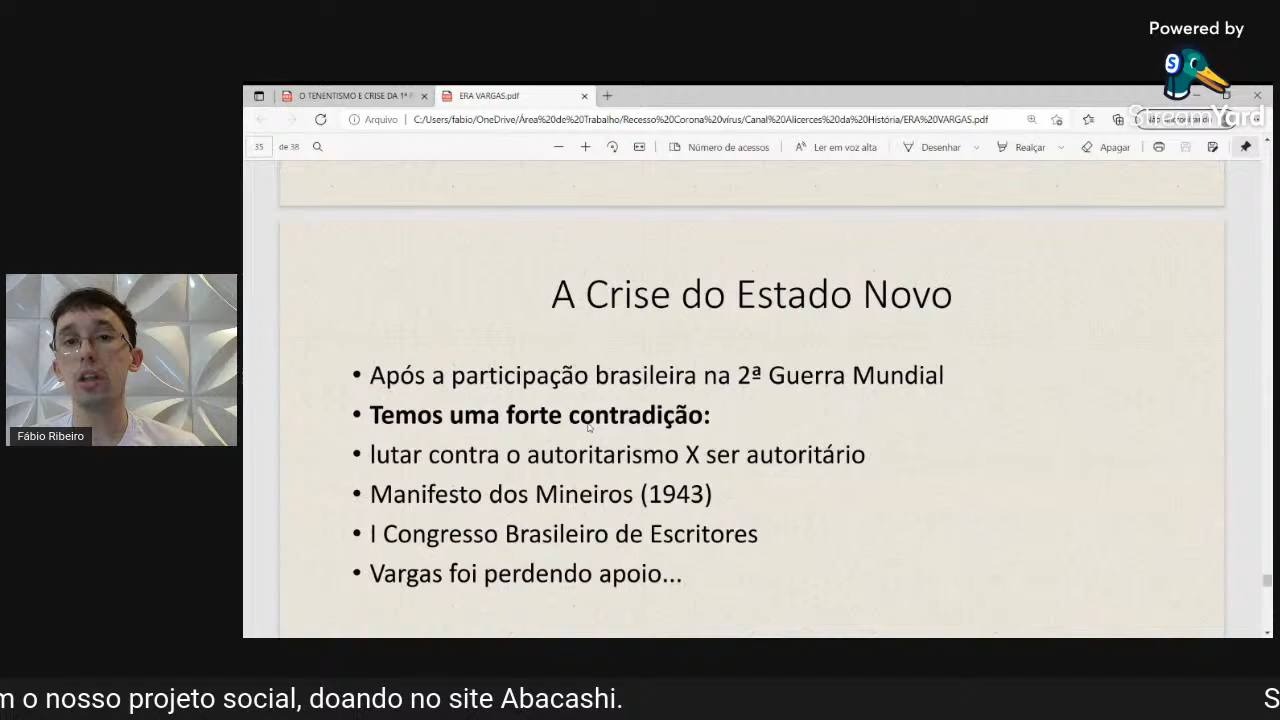 Powered by
StreamYard
O TENENTISMO E CRISE DA 1ª
ERA VARGAS.pdf
Arquivo
C:/Users/fabio/OneDrive/Área%20de%20Trabalho/Recesso%20Corona%20vírus/Canal%20Alicerces%20da%20História/ERA%20VARGAS.pdf
35 de 38
Número de acessos
Ler em voz alta
Desenhar
Realçar
Apagar
A Crise do Estado Novo
• Após a participação brasileira na 2ª Guerra Mundial
• Temos uma forte contradição:
• lutar contra o autoritarismo X ser autoritário
• Manifesto dos Mineiros (1943)
• I Congresso Brasileiro de Escritores
• Vargas foi perdendo apoio...
Fábio Ribeiro
m o nosso projeto social, doando no site Abacashi.
S